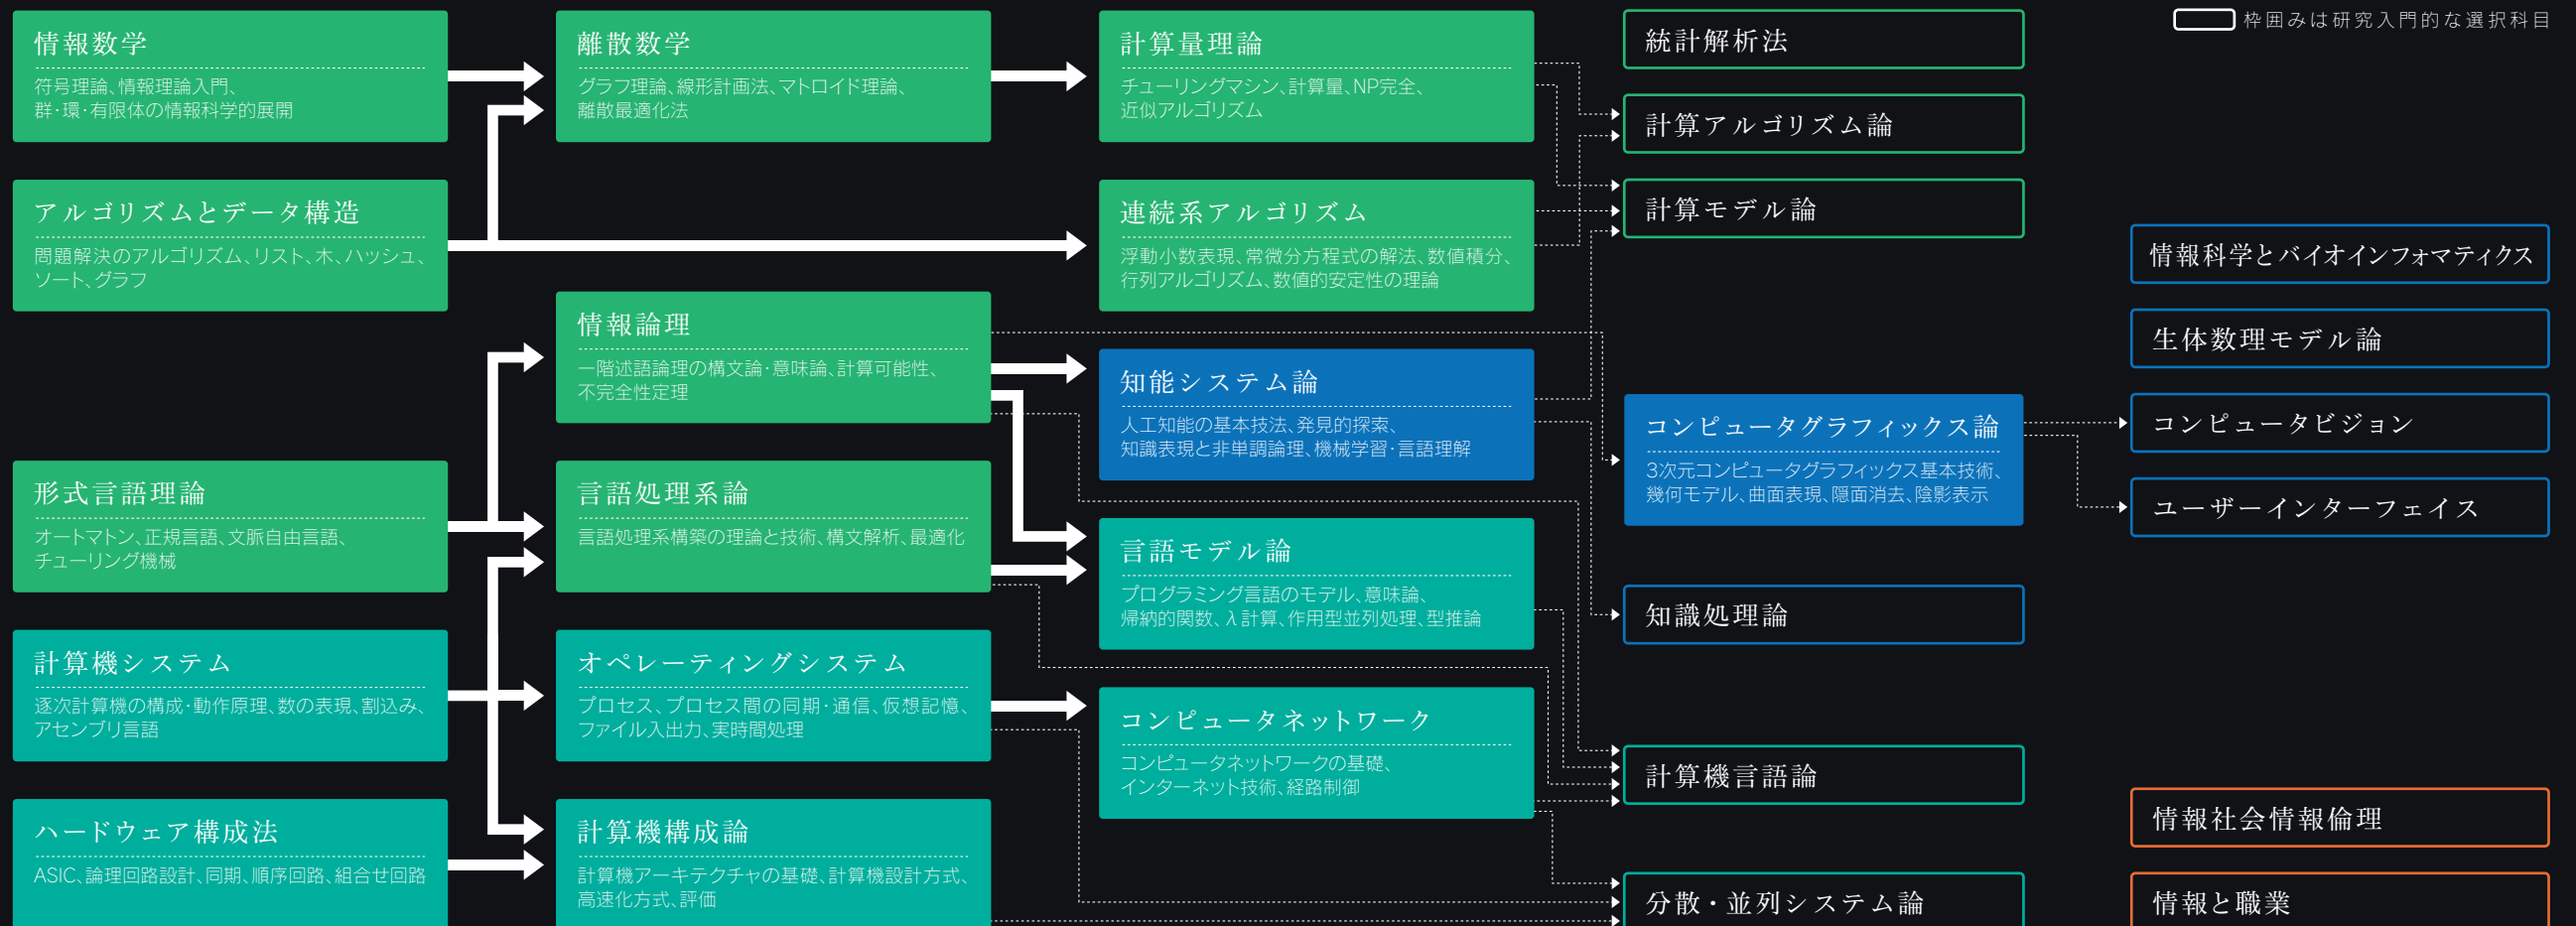 情報数学
符号理論、情報理論入門、
群・環・有限体の情報科学的展開
アルゴリズムとデータ構造
問題解決のアルゴリズム、リスト、木、ハッシュ、
ソート、グラフ
形式言語理論
オートマトン、正規言語、文脈自由言語、
チューリング機械
計算機システム
逐次計算機の構成・動作原理、数の表現、割込み、
アセンブリ言語
ハードウェア構成法
ASIC、論理回路設計、同期、順序回路、組合せ回路
離散数学
グラフ理論、線形計画法、マトロイド理論、
離散最適化法
情報論理
一階述語論理の構文論・意味論、計算可能性、
不完全性定理
言語処理系論
言語処理系構築の理論と技術、構文解析、最適化
オペレーティングシステム
プロセス、プロセス間の同期・通信、仮想記憶、
ファイル入出力、実時間処理
計算機構成論
計算機アーキテクチャの基礎、計算機設計方式、
高速化方式、評価
計算量理論
チューリングマシン、計算量、NP完全、
近似アルゴリズム
連続系アルゴリズム
浮動小数表現、常微分方程式の解法、数値積分、
行列アルゴリズム、数値的安定性の理論
知能システム論
人工知能の基本技法、発見的探索、
知識表現と非単調論理、機械学習・言語理解
言語モデル論
プログラミング言語のモデル、意味論、
帰納的関数、λ計算、作用型並列処理、型推論
コンピュータネットワーク
コンピュータネットワークの基礎、
インターネット技術、経路制御
統計解析法
計算アルゴリズム論
計算モデル論
コンピュータグラフィックス論
3次元コンピュータグラフィックス基本技術、
幾何モデル、曲面表現、隠面消去、陰影表示
知識処理論
計算機言語論
分散・並列システム論
枠囲みは研究入門的な選択科目
情報科学とバイオインフォマティクス
生体数理モデル論
コンピュータビジョン
ユーザーインターフェイス
情報社会情報倫理
情報と職業